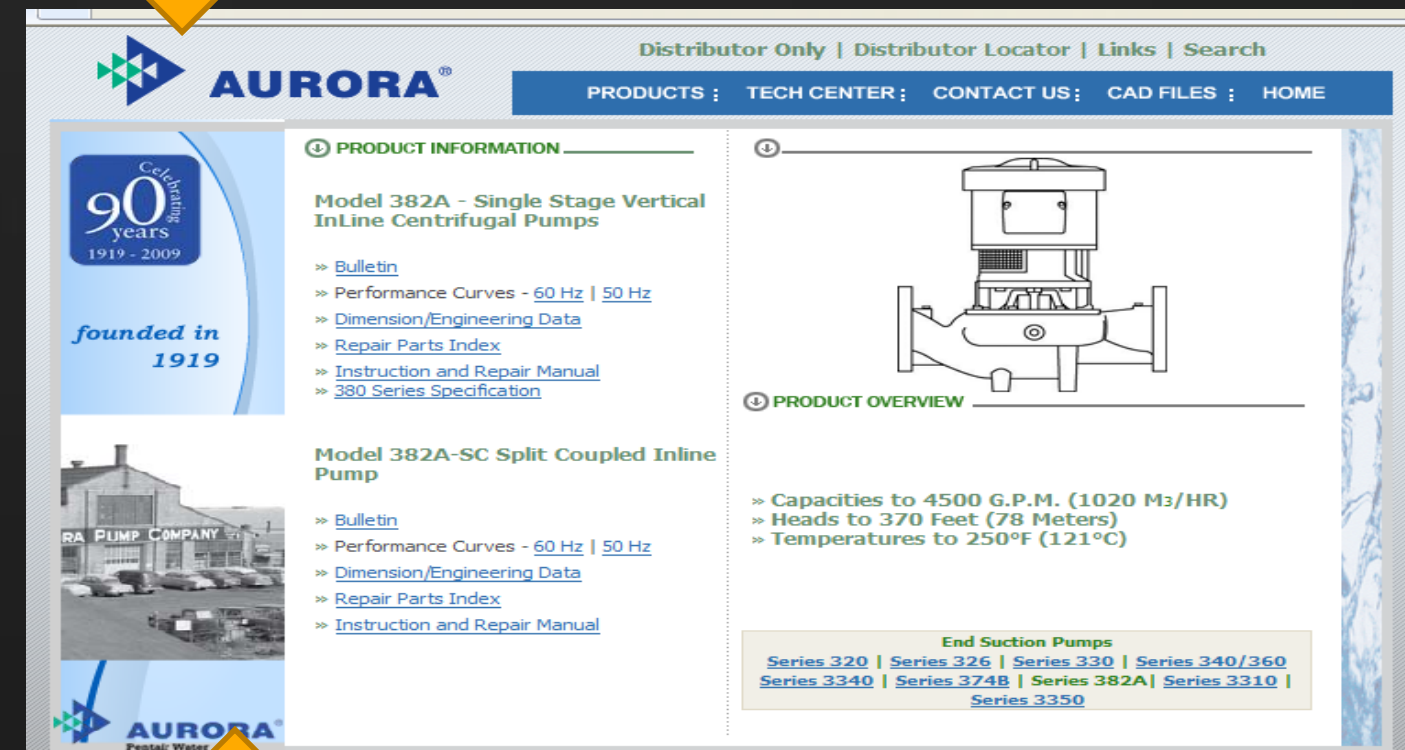 Distributor Only | Distributor Locator | Links | Search
AURORA®
PRODUCTS : TECH CENTER : CONTACT US : CAD FILES : HOME
Celebrating
90
years
1919 - 2009
founded in
1919
RA PUMP COMPANY
AURORA®
Pentair Water
PRODUCT INFORMATION
Model 382A - Single Stage Vertical
InLine Centrifugal Pumps
» Bulletin
» Performance Curves - 60 Hz | 50 Hz
» Dimension/Engineering Data
» Repair Parts Index
» Instruction and Repair Manual
» 380 Series Specification
Model 382A-SC Split Coupled Inline
Pump
» Bulletin
» Performance Curves - 60 Hz | 50 Hz
» Dimension/Engineering Data
» Repair Parts Index
» Instruction and Repair Manual
PRODUCT OVERVIEW
» Capacities to 4500 G.P.M. (1020 M3/HR)
» Heads to 370 Feet (78 Meters)
» Temperatures to 250°F (121°C)
End Suction Pumps
Series 320 | Series 326 | Series 330 | Series 340/360
Series 3340 | Series 374B | Series 382A| Series 3310 |
Series 3350